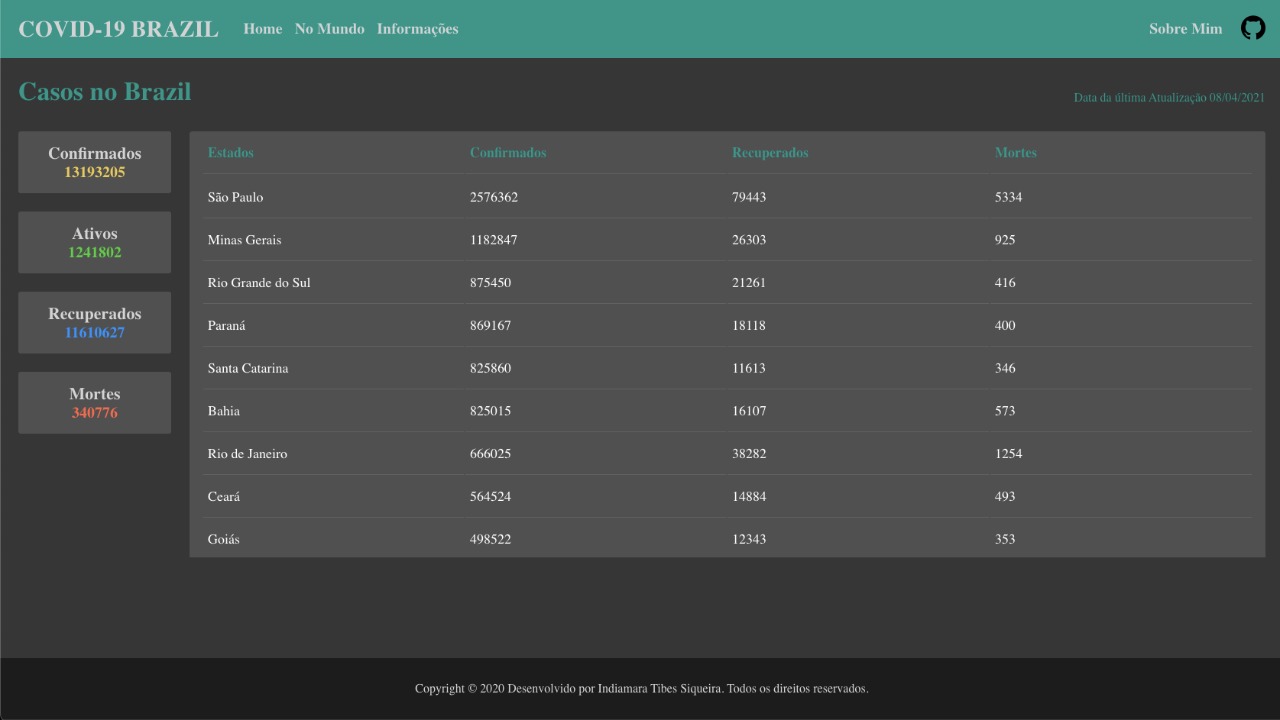 COVID-19 BRAZIL Home No Mundo Informações Sobre Mim
Casos no Brazil
Data da última Atualização 08/04/2021
Confirmados
13193205
Ativos
1241802
Recuperados
11610627
Mortes
340776
Estados Confirmados Recuperados Mortes
São Paulo 2576362 79443 5334
Minas Gerais 1182847 26303 925
Rio Grande do Sul 875450 21261 416
Paraná 869167 18118 400
Santa Catarina 825860 11613 346
Bahia 825015 16107 573
Rio de Janeiro 666025 38282 1254
Ceará 564524 14884 493
Goiás 498522 12343 353
Copyright © 2020 Desenvolvido por Indiamara Tibes Siqueira. Todos os direitos reservados.